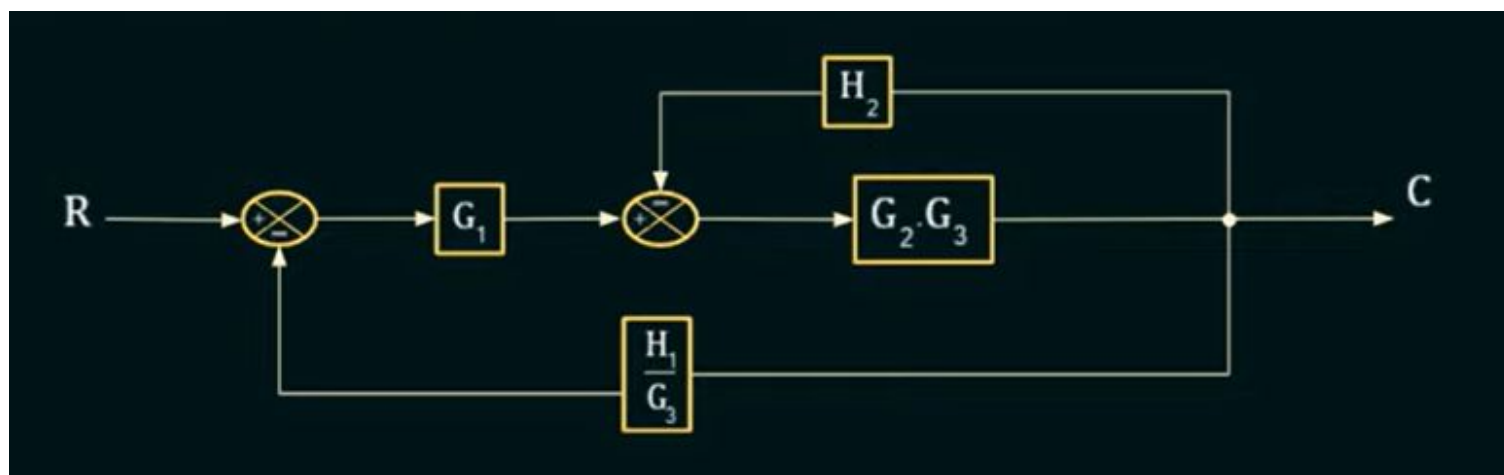 H₂
R
+
−
G₁
+
−
G₂.G₃
C
H₁
G₃